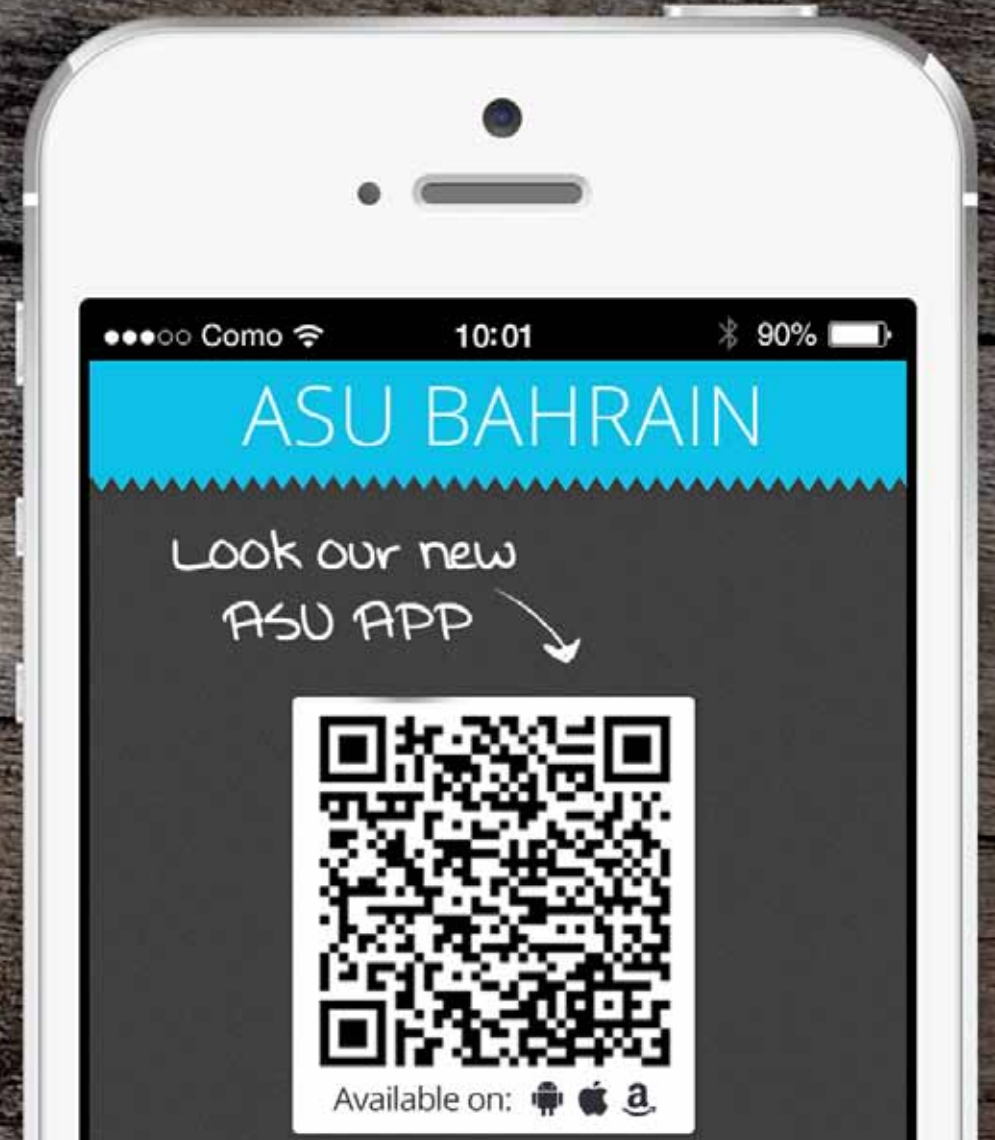 Como 10:01 90%
ASU BAHRAIN
Look our new
ASU APP
Available on: